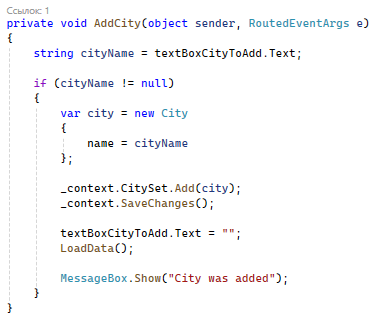 Ссылок: 1
private void AddCity(object sender, RoutedEventArgs e)
{
    string cityName = textBoxCityToAdd.Text;

    if (cityName != null)
    {
        var city = new City
        {
            name = cityName
        };

        _context.CitySet.Add(city);
        _context.SaveChanges();

        textBoxCityToAdd.Text = "";
        LoadData();

        MessageBox.Show("City was added");
    }
}